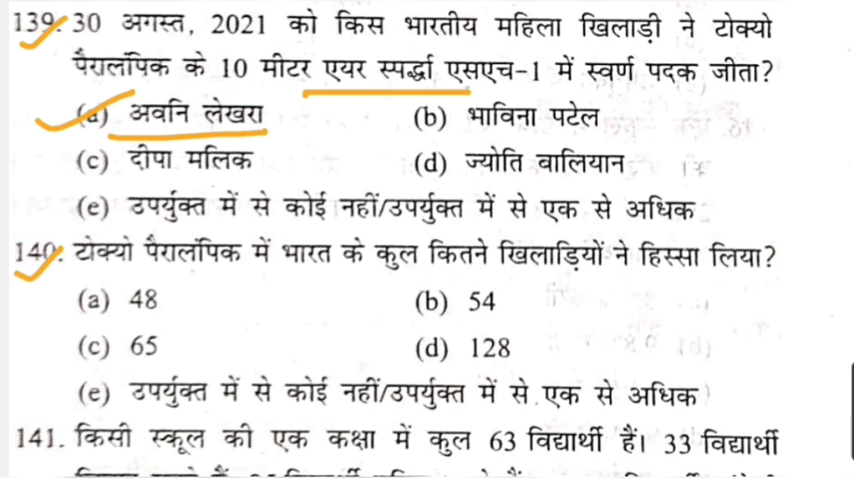 139. 30 अगस्त, 2021 को किस भारतीय महिला खिलाड़ी ने टोक्यो
पैरालंपिक के 10 मीटर एयर स्पर्द्धा एसएच-1 में स्वर्ण पदक जीता?
(a) अवनि लेखरा (b) भाविना पटेल
(c) दीपा मलिक (d) ज्योति बालियान
(e) उपर्युक्त में से कोई नहीं/उपर्युक्त में से एक से अधिक
140. टोक्यो पैरालंपिक में भारत के कुल कितने खिलाड़ियों ने हिस्सा लिया?
(a) 48 (b) 54
(c) 65 (d) 128
(e) उपर्युक्त में से कोई नहीं/उपर्युक्त में से एक से अधिक
141. किसी स्कूल की एक कक्षा में कुल 63 विद्यार्थी हैं। 33 विद्यार्थी